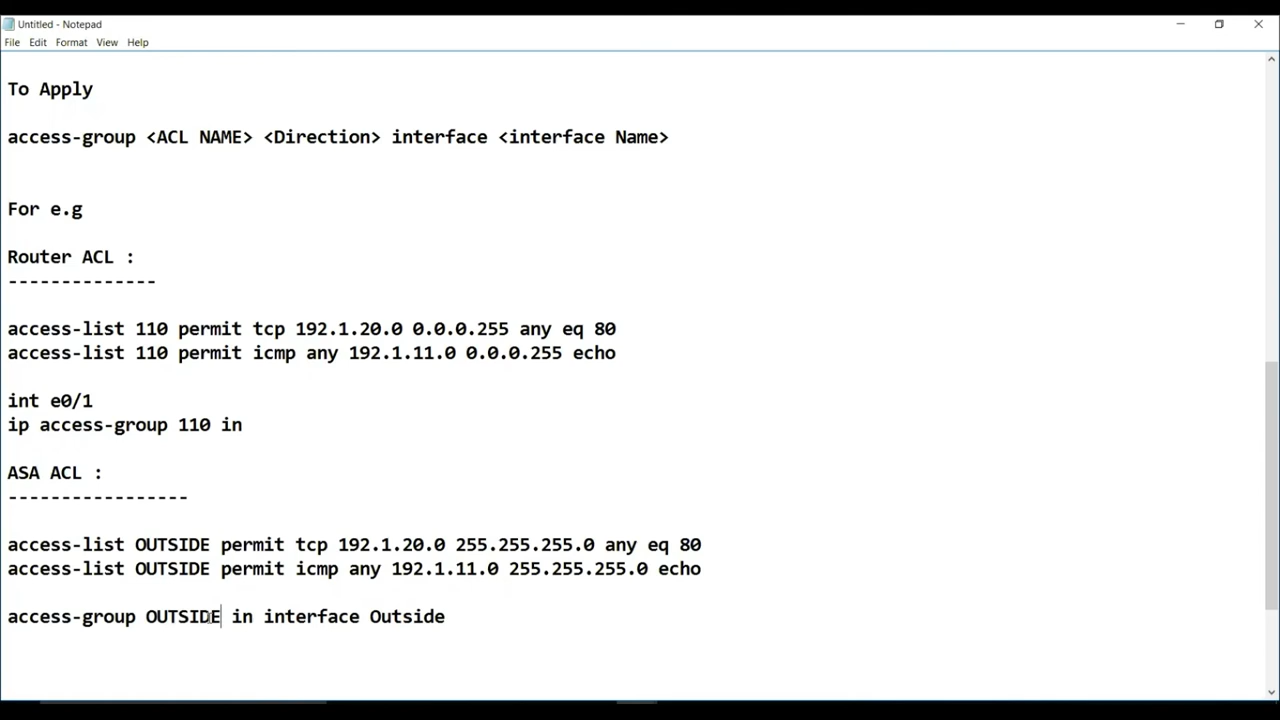 Untitled - Notepad
File Edit Format View Help
To Apply
access-group <ACL NAME> <Direction> interface <interface Name>
For e.g
Router ACL :
--------------
access-list 110 permit tcp 192.1.20.0 0.0.0.255 any eq 80
access-list 110 permit icmp any 192.1.11.0 0.0.0.255 echo
int e0/1
ip access-group 110 in
ASA ACL :
-----------------
access-list OUTSIDE permit tcp 192.1.20.0 255.255.255.0 any eq 80
access-list OUTSIDE permit icmp any 192.1.11.0 255.255.255.0 echo
access-group OUTSIDE in interface Outside